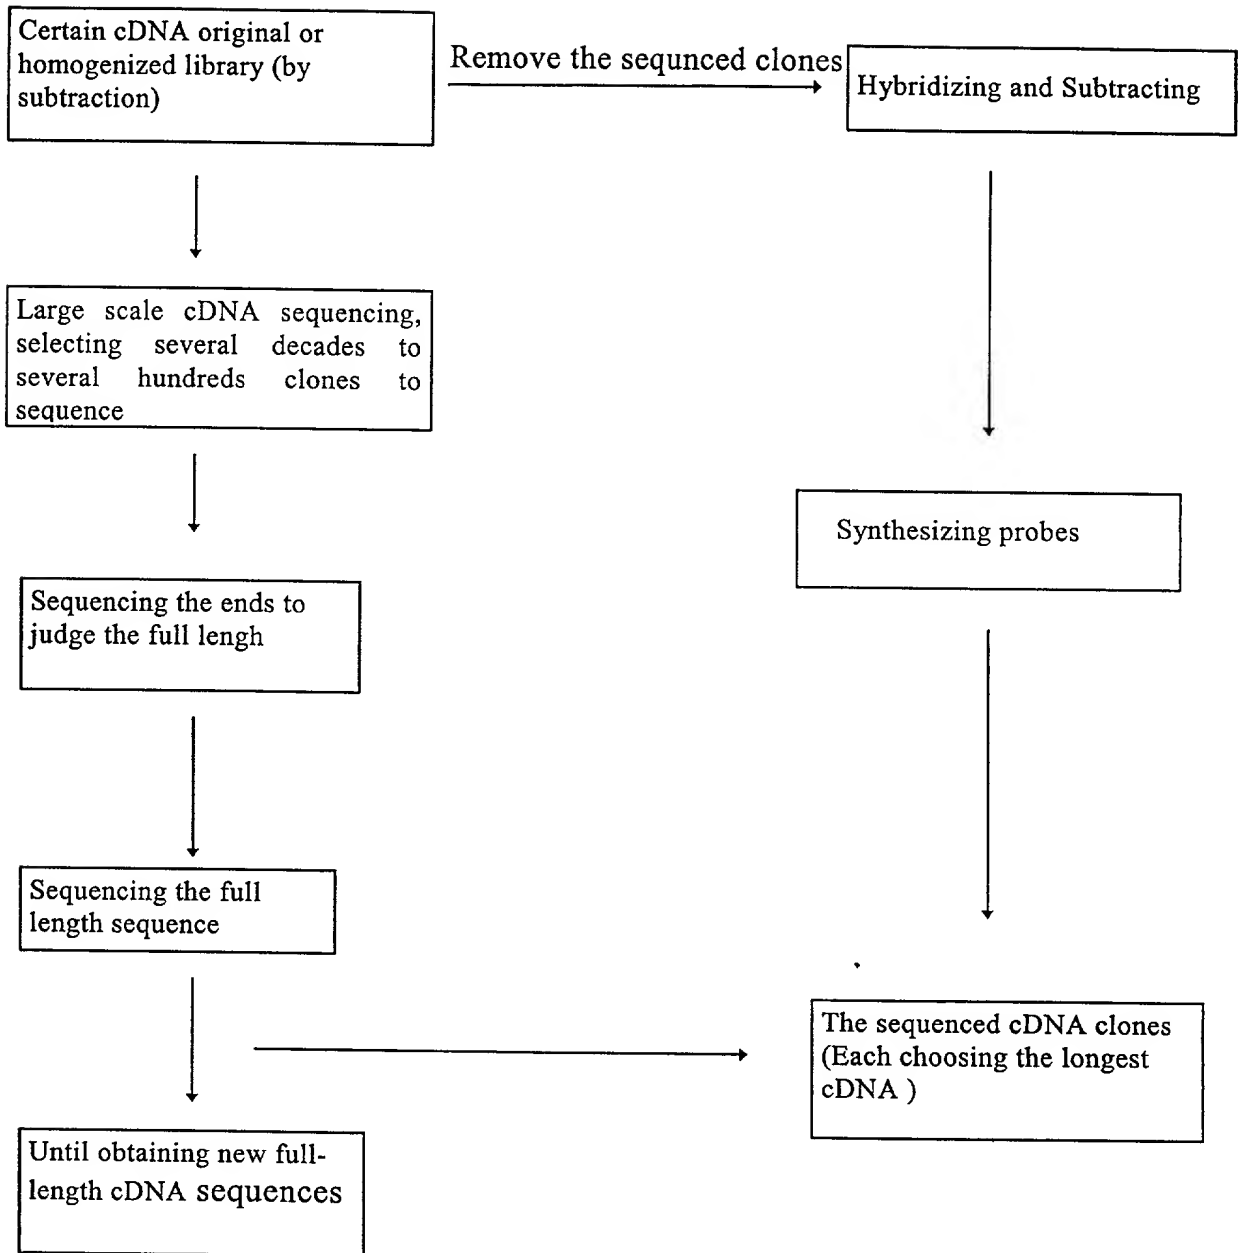 Certain cDNA original or
homogenized library (by
subtraction)
Remove the sequnced clones
Hybridizing and Subtracting
Large scale cDNA sequencing,
selecting several decades to
several hundreds clones to
sequence
Synthesizing probes
Sequencing the ends to
judge the full lengh
Sequencing the full
length sequence
The sequenced cDNA clones
(Each choosing the longest
cDNA )
Until obtaining new full-
length cDNA sequences